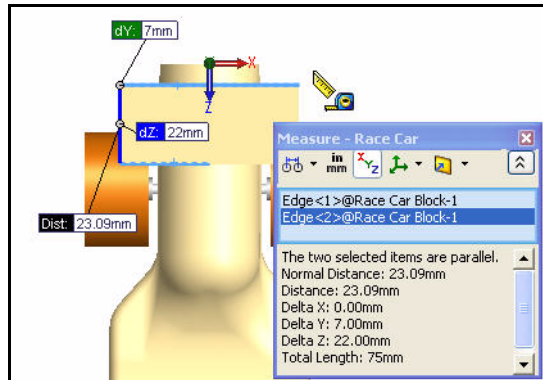 dY: 7mm
X
Z
dZ: 22mm
Dist: 23.09mm
Measure - Race Car
in
mm
XYZ
Edge<1>@Race Car Block-1
Edge<2>@Race Car Block-1
The two selected items are parallel.
Normal Distance: 23.09mm
Distance: 23.09mm
Delta X: 0.00mm
Delta Y: 7.00mm
Delta Z: 22.00mm
Total Length: 75mm